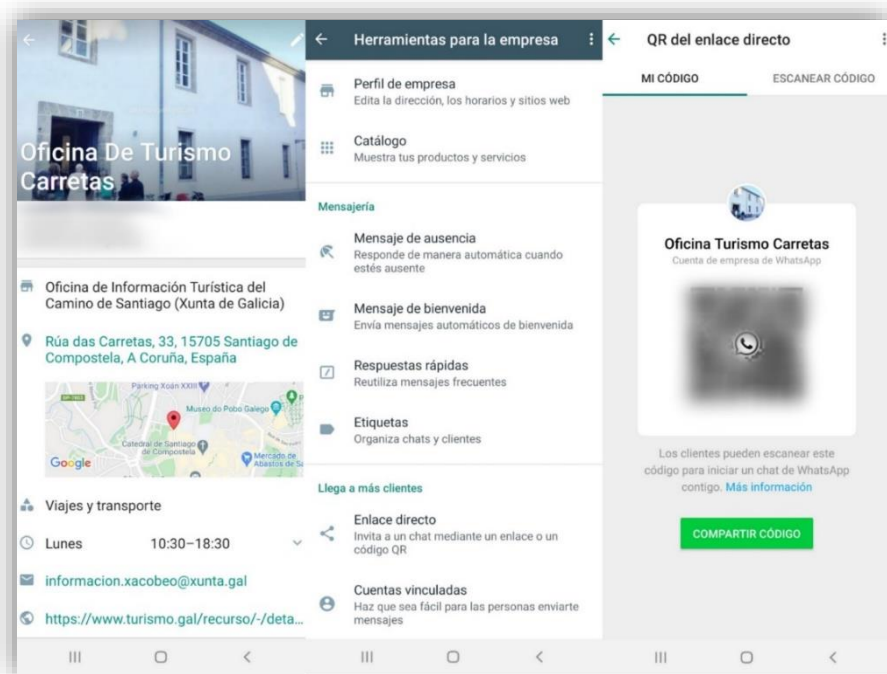 Oficina De Turismo
Carretas
Oficina de Información Turística del
Camino de Santiago (Xunta de Galicia)
Rúa das Carretas, 33, 15705 Santiago de
Compostela, A Coruña, España
Parking Xoan XXIII
SP-1803
Museo do Pobo Galego
Catedral de Santiago
de Compostela
Mercado de
Abastos de
Google
Viajes y transporte
Lunes 10:30–18:30
informacion.xacobeo@xunta.gal
https://www.turismo.gal/recurso/-/deta...
Herramientas para la empresa
Perfil de empresa
Edita la dirección, los horarios y sitios web
Catálogo
Muestra tus productos y servicios
Mensajería
Mensaje de ausencia
Responde de manera automática cuando
estés ausente
Mensaje de bienvenida
Envía mensajes automáticos de bienvenida
Respuestas rápidas
Reutiliza mensajes frecuentes
Etiquetas
Organiza chats y clientes
Llega a más clientes
Enlace directo
Invita a un chat mediante un enlace o un
código QR
Cuentas vinculadas
Haz que sea fácil para las personas enviarte
mensajes
QR del enlace directo
MI CÓDIGO ESCANEAR CÓDIGO
Oficina Turismo Carretas
Cuenta de empresa de WhatsApp
Los clientes pueden escanear este
código para iniciar un chat de WhatsApp
contigo. Más información
COMPARTIR CÓDIGO